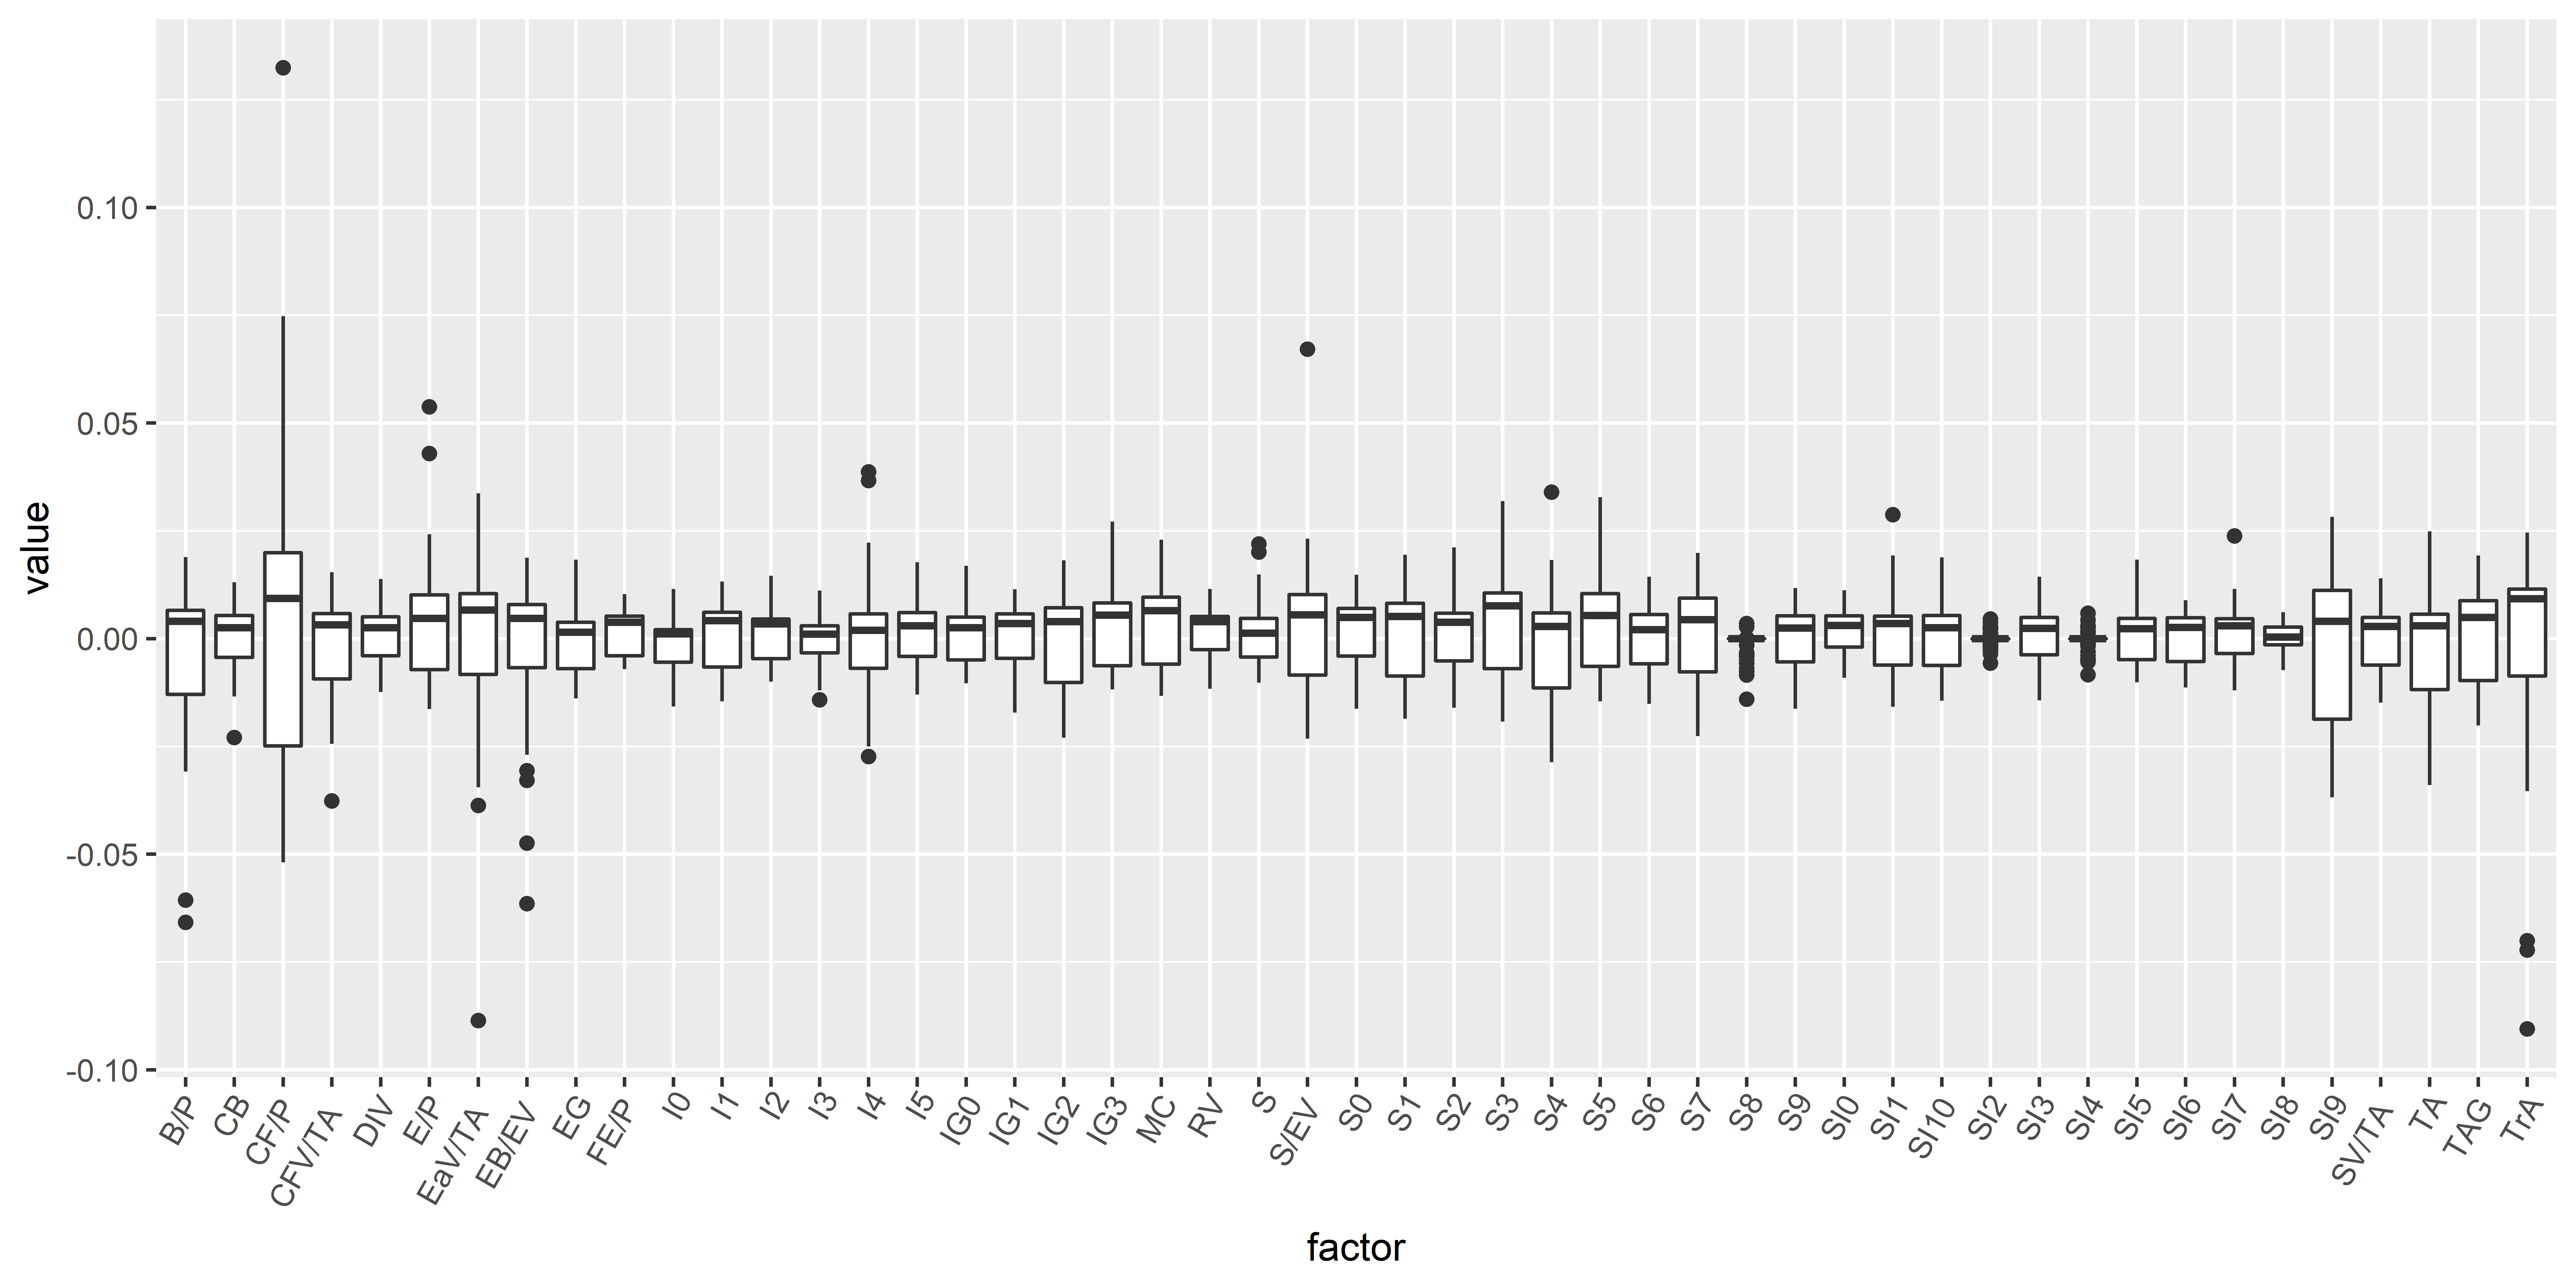 value
0.10
0.05
0.00
-0.05
-0.10
B/P
CB
CF/P
CFV/TA
DIV
E/P
EaV/TA
EB/EV
EG
FE/P
I0
I1
I2
I3
I4
I5
IG0
IG1
IG2
IG3
MC
RV
S
S/EV
S0
S1
S2
S3
S4
S5
S6
S7
S8
S9
SI0
SI1
SI10
SI2
SI3
SI4
SI5
SI6
SI7
SI8
SI9
SV/TA
TA
TAG
TrA
factor